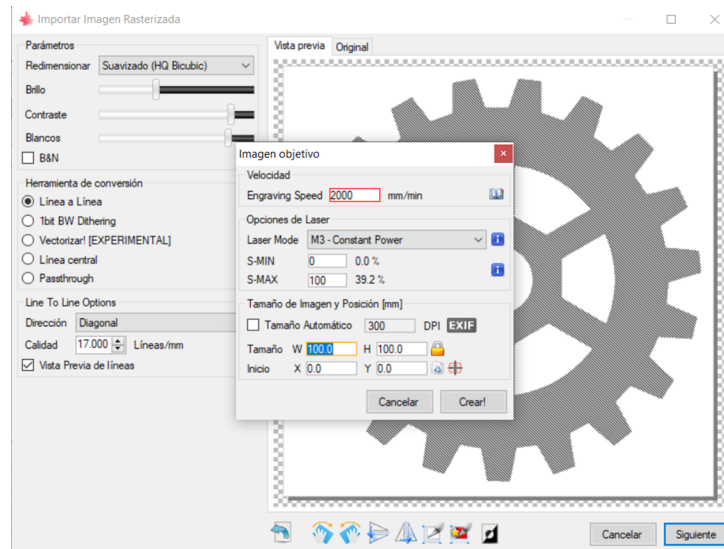 Importar Imagen Rasterizada
Parámetros
Redimensionar Suavizado (HQ Bicubic)
Brillo
Contraste
Blancos
B&N
Herramienta de conversión
Línea a Línea
1bit BW Dithering
Vectorizar! [EXPERIMENTAL]
Línea central
Passthrough
Line To Line Options
Dirección Diagonal
Calidad 17.000 Líneas/mm
Vista Previa de líneas
Vista previa Original
Imagen objetivo
Velocidad
Engraving Speed 2000 mm/min
Opciones de Laser
Laser Mode M3 - Constant Power
S-MIN 0 0.0 %
S-MAX 100 39.2 %
Tamaño de Imagen y Posición [mm]
Tamaño Automático 300 DPI EXIF
Tamaño W 100.0 H 100.0
Inicio X 0.0 Y 0.0
Cancelar Crear!
Cancelar Siguiente